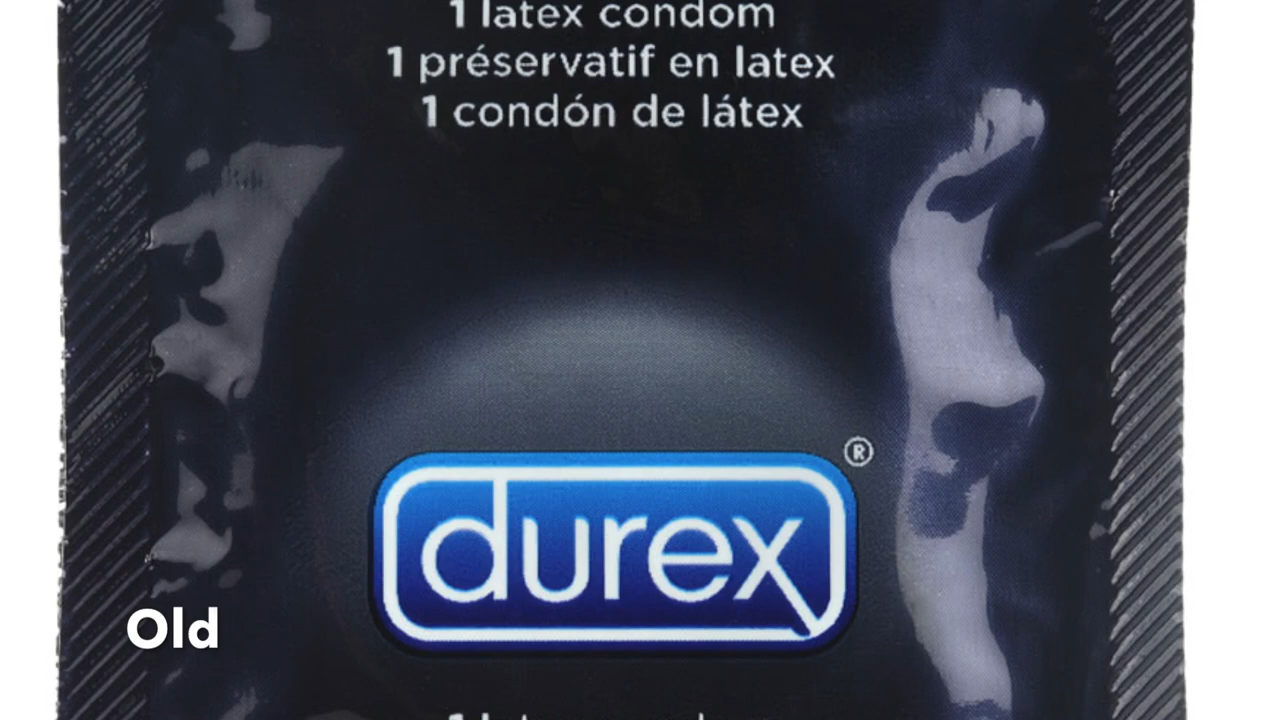 1 latex condom
1 préservatif en latex
1 condón de látex
®
durex
Old